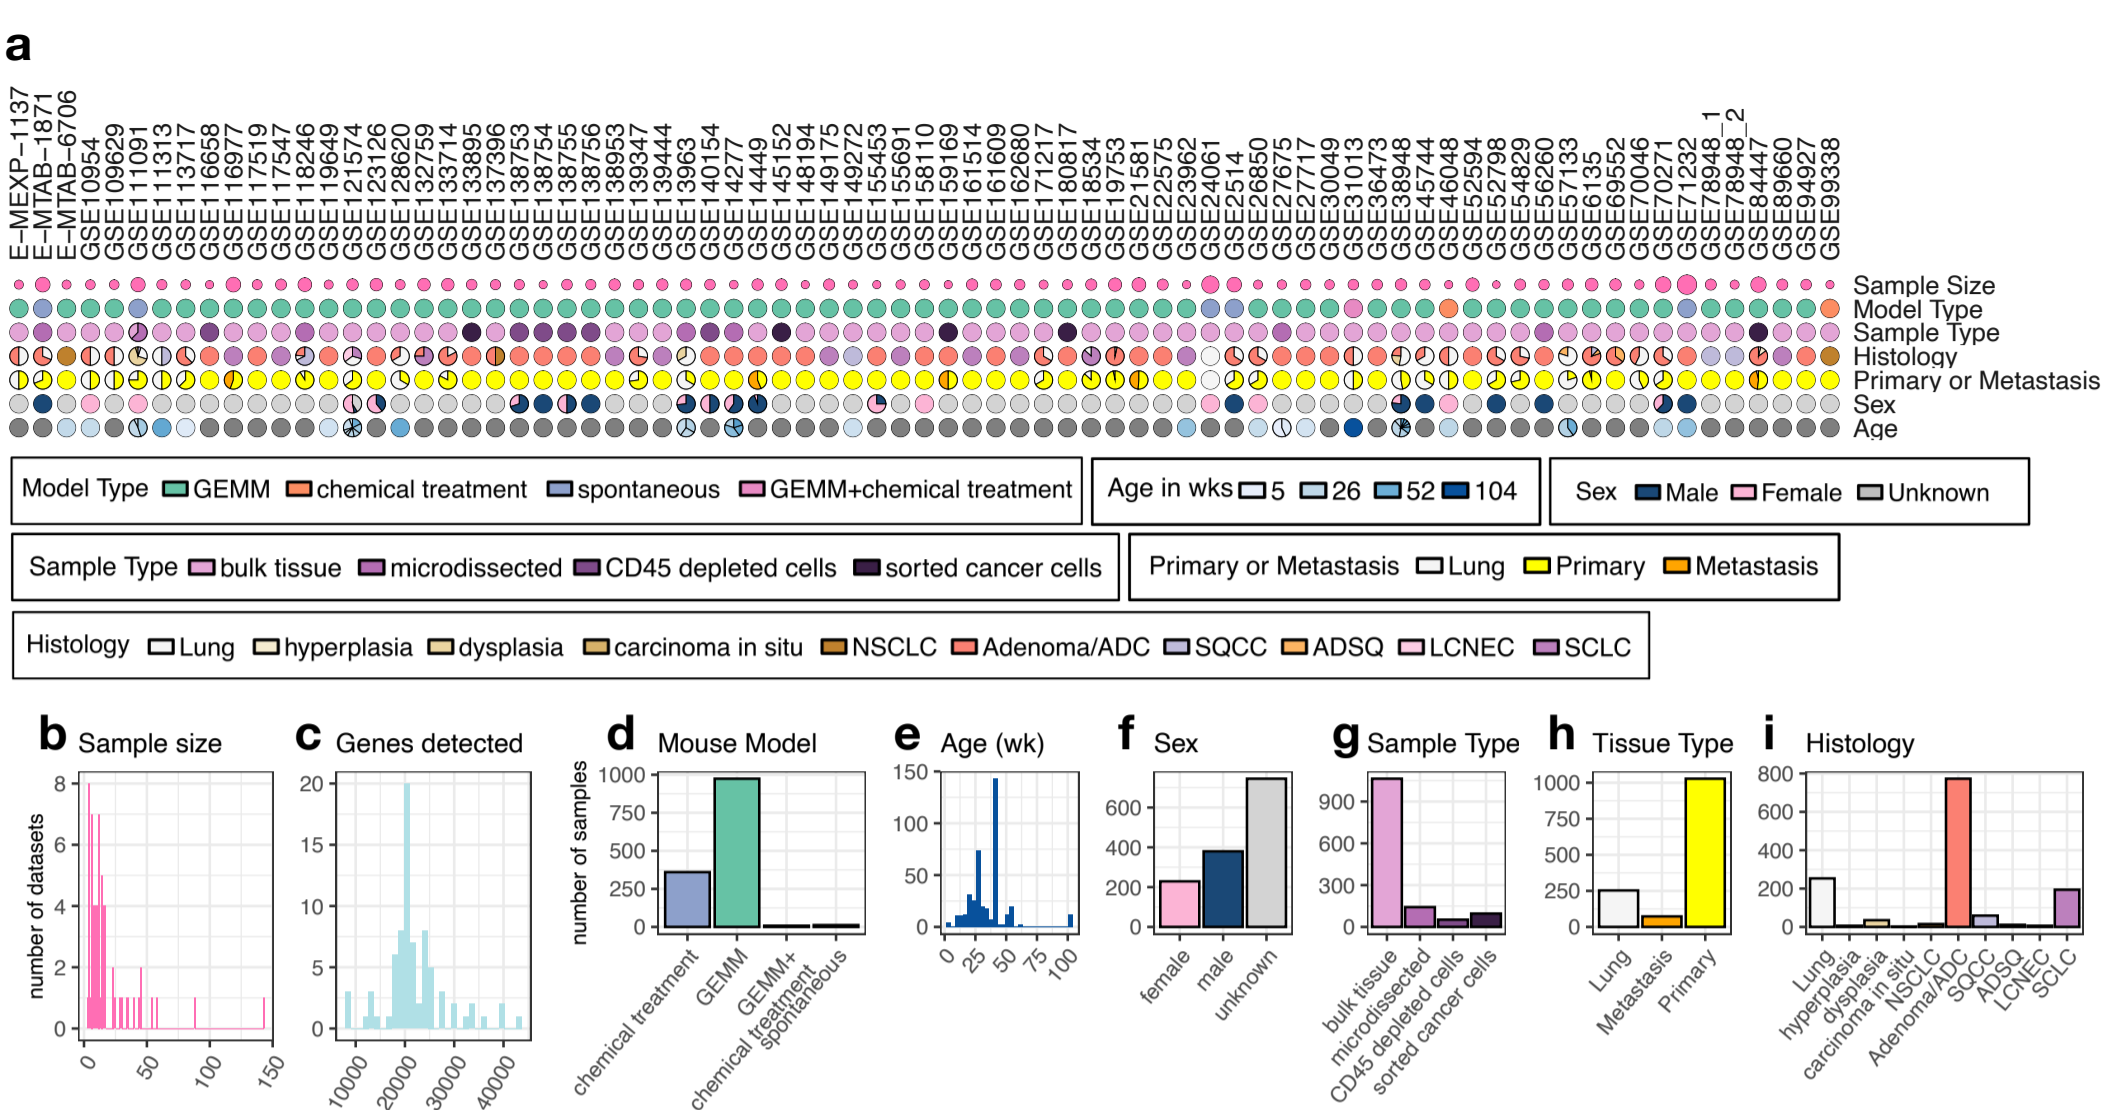 a
E-MEXP-1137
E-MTAB-1871
E-MTAB-6706
GSE10954
GSE109629
GSE111091
GSE111313
GSE113717
GSE116658
GSE116977
GSE117519
GSE117547
GSE118246
GSE119649
GSE121574
GSE123126
GSE128620
GSE132759
GSE133714
GSE133895
GSE137396
GSE138753
GSE138754
GSE138755
GSE138756
GSE138953
GSE139347
GSE139444
GSE13963
GSE140154
GSE14277
GSE14449
GSE145152
GSE148194
GSE149175
GSE149272
GSE155453
GSE155691
GSE158110
GSE159169
GSE161514
GSE161609
GSE162680
GSE171217
GSE180817
GSE18534
GSE19753
GSE21581
GSE22575
GSE23962
GSE24061
GSE2514
GSE26850
GSE27675
GSE27717
GSE30049
GSE31013
GSE36473
GSE38948
GSE45744
GSE46048
GSE52594
GSE52798
GSE54829
GSE56260
GSE57133
GSE6135
GSE69552
GSE70046
GSE70271
GSE71232
GSE78948_1
GSE78948_2
GSE84447
GSE89660
GSE94927
GSE99338
Sample Size
Model Type
Sample Type
Histology
Primary or Metastasis
Sex
Age
Model Type GEMM chemical treatment spontaneous GEMM+chemical treatment
Age in wks 5 26 52 104
Sex Male Female Unknown
Sample Type bulk tissue microdissected CD45 depleted cells sorted cancer cells
Primary or Metastasis Lung Primary Metastasis
Histology Lung hyperplasia dysplasia carcinoma in situ NSCLC Adenoma/ADC SQCC ADSQ LCNEC SCLC
b Sample size
number of datasets
8
6
4
2
0
0 50 100 150
c Genes detected
20
15
10
5
0
10000 20000 30000 40000
d Mouse Model
number of samples
1000
750
500
250
0
chemical treatment
GEMM
GEMM+
chemical treatment
spontaneous
e Age (wk)
150
100
50
0
0 25 50 75 100
f Sex
600
400
200
0
female
male
unknown
g Sample Type
900
600
300
0
bulk tissue
microdissected
CD45 depleted cells
sorted cancer cells
h Tissue Type
1000
750
500
250
0
Lung
Metastasis
Primary
i Histology
800
600
400
200
0
Lung
hyperplasia
dysplasia
carcinoma in situ
NSCLC
Adenoma/ADC
SQCC
ADSQ
LCNEC
SCLC